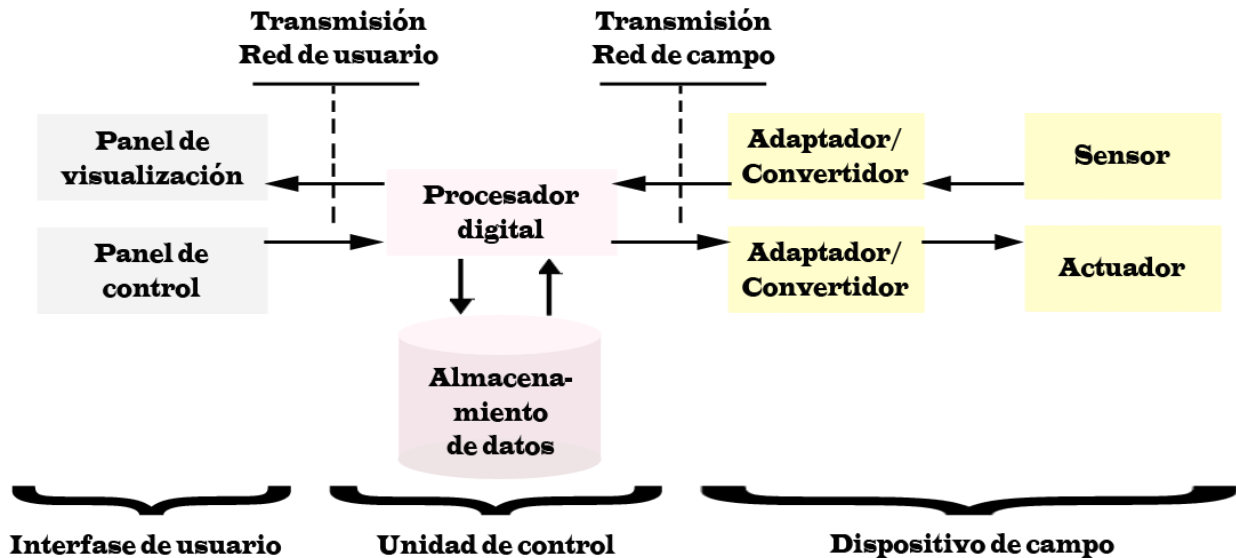 Transmisión
Red de usuario
Transmisión
Red de campo
Panel de
visualización
Procesador
digital
Adaptador/
Convertidor
Sensor
Panel de
control
Adaptador/
Convertidor
Actuador
Almacena-
miento
de datos
Interfase de usuario
Unidad de control
Dispositivo de campo